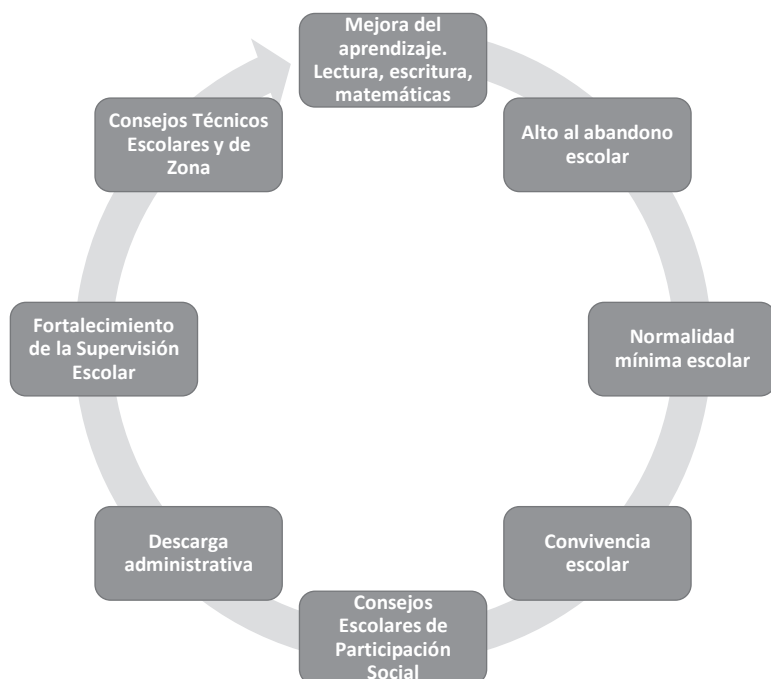 Mejora del
aprendizaje.
Lectura, escritura,
matemáticas
Alto al abandono
escolar
Normalidad
mínima escolar
Convivencia
escolar
Consejos
Escolares de
Participación
Social
Descarga
administrativa
Fortalecimiento
de la Supervisión
Escolar
Consejos Técnicos
Escolares y de
Zona